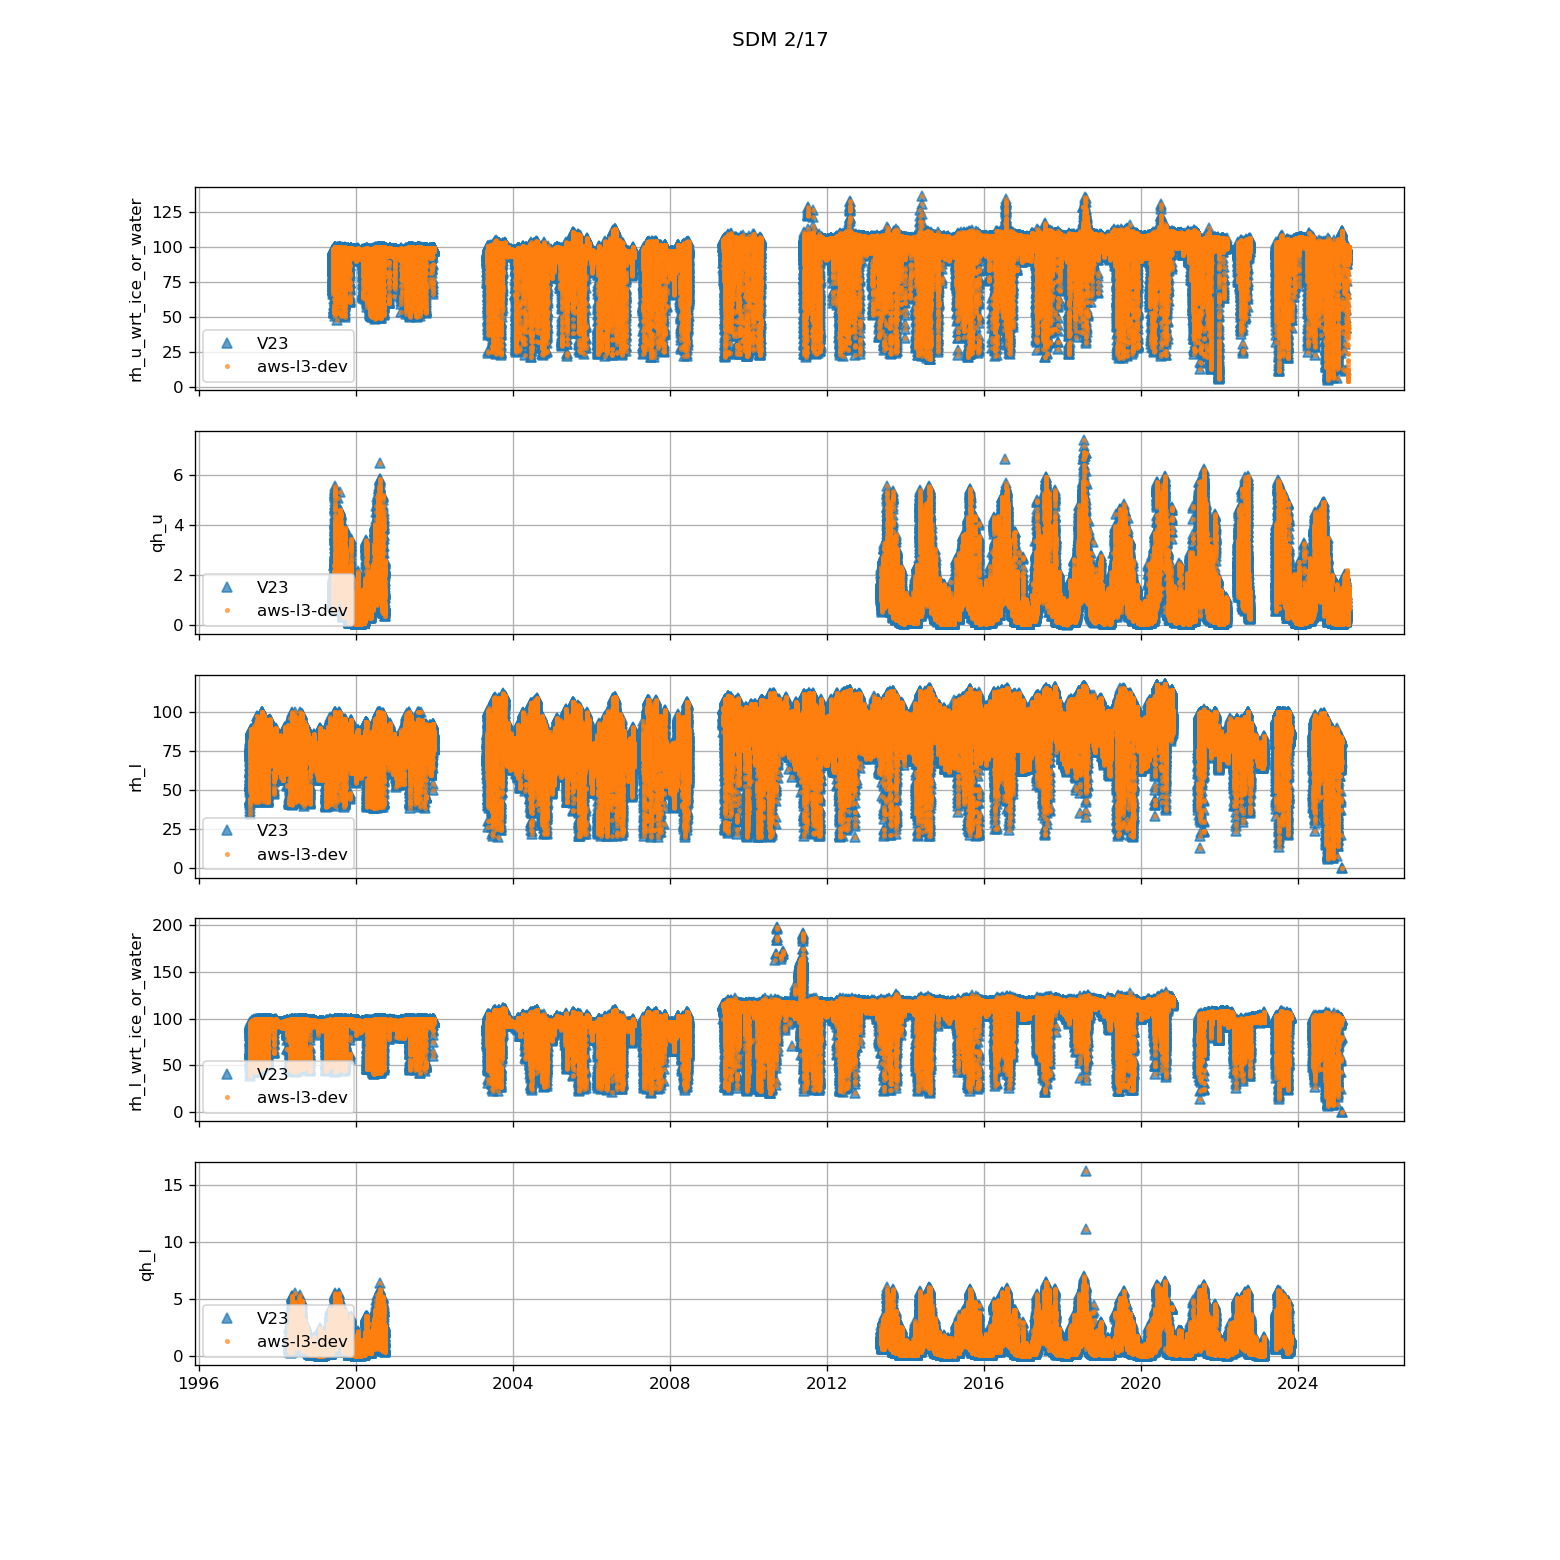 SDM 2/17
rh_u_wrt_ice_or_water
125
100
75
50
25
0
V23
aws-l3-dev
qh_u
6
4
2
0
V23
aws-l3-dev
rh_l
100
75
50
25
0
V23
aws-l3-dev
rh_l_wrt_ice_or_water
200
150
100
50
0
V23
aws-l3-dev
qh_l
15
10
5
0
V23
aws-l3-dev
1996 2000 2004 2008 2012 2016 2020 2024